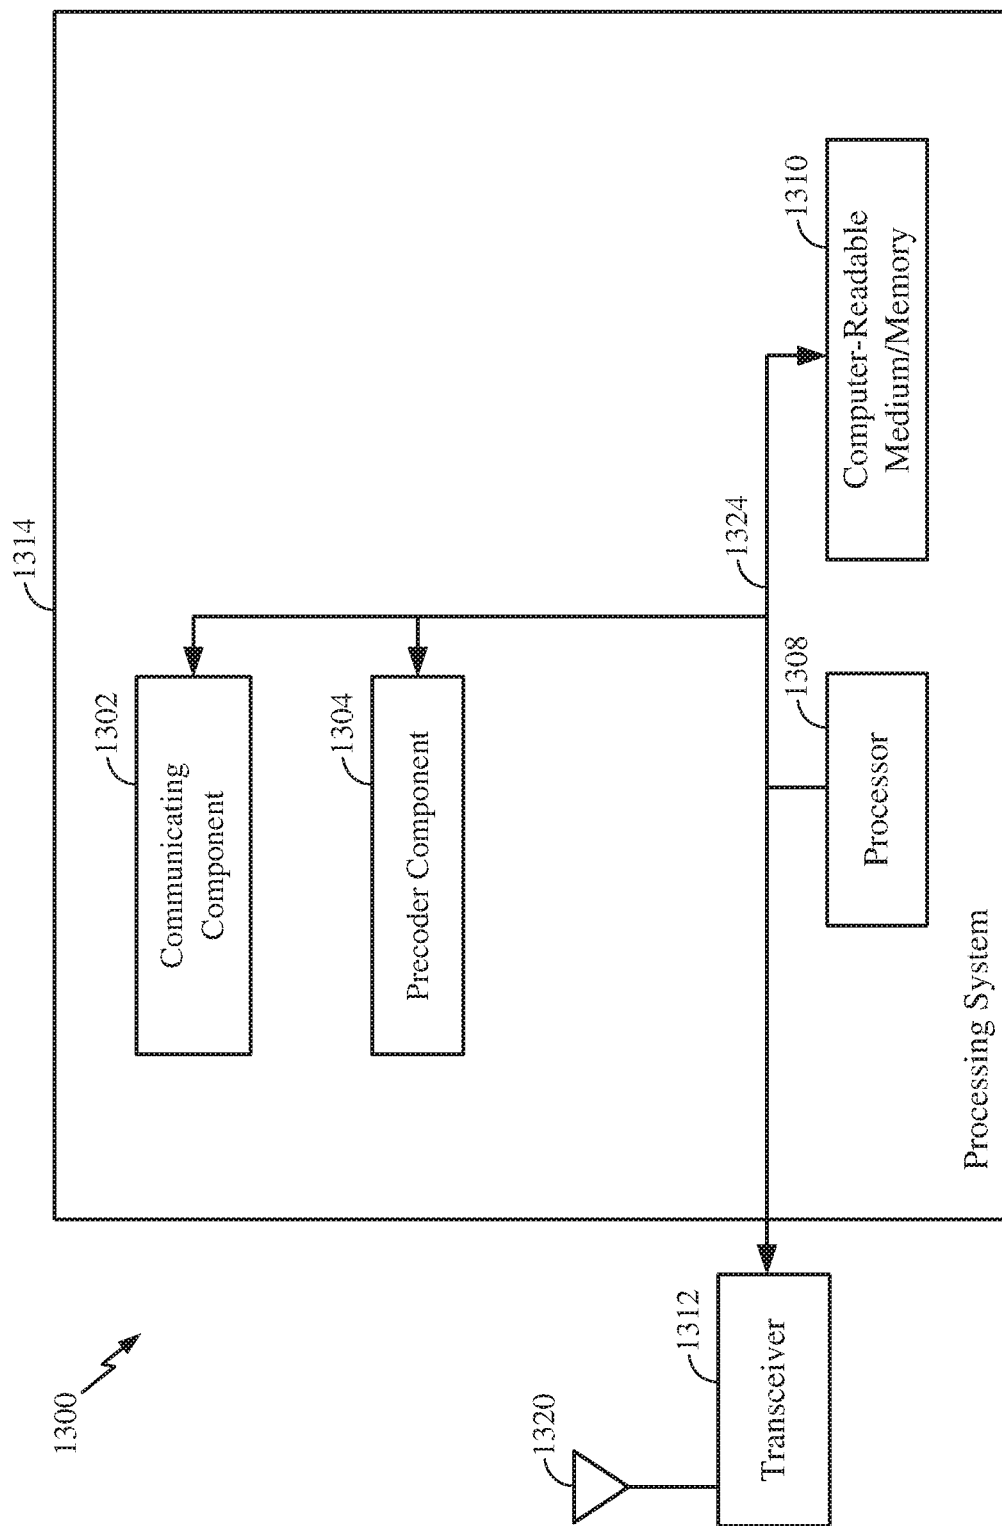 1300
1314
1302
Communicating
Component
1304
Precoder Component
1320
1312
Transceiver
1324
1308
Processor
1310
Computer-Readable
Medium/Memory
Processing System